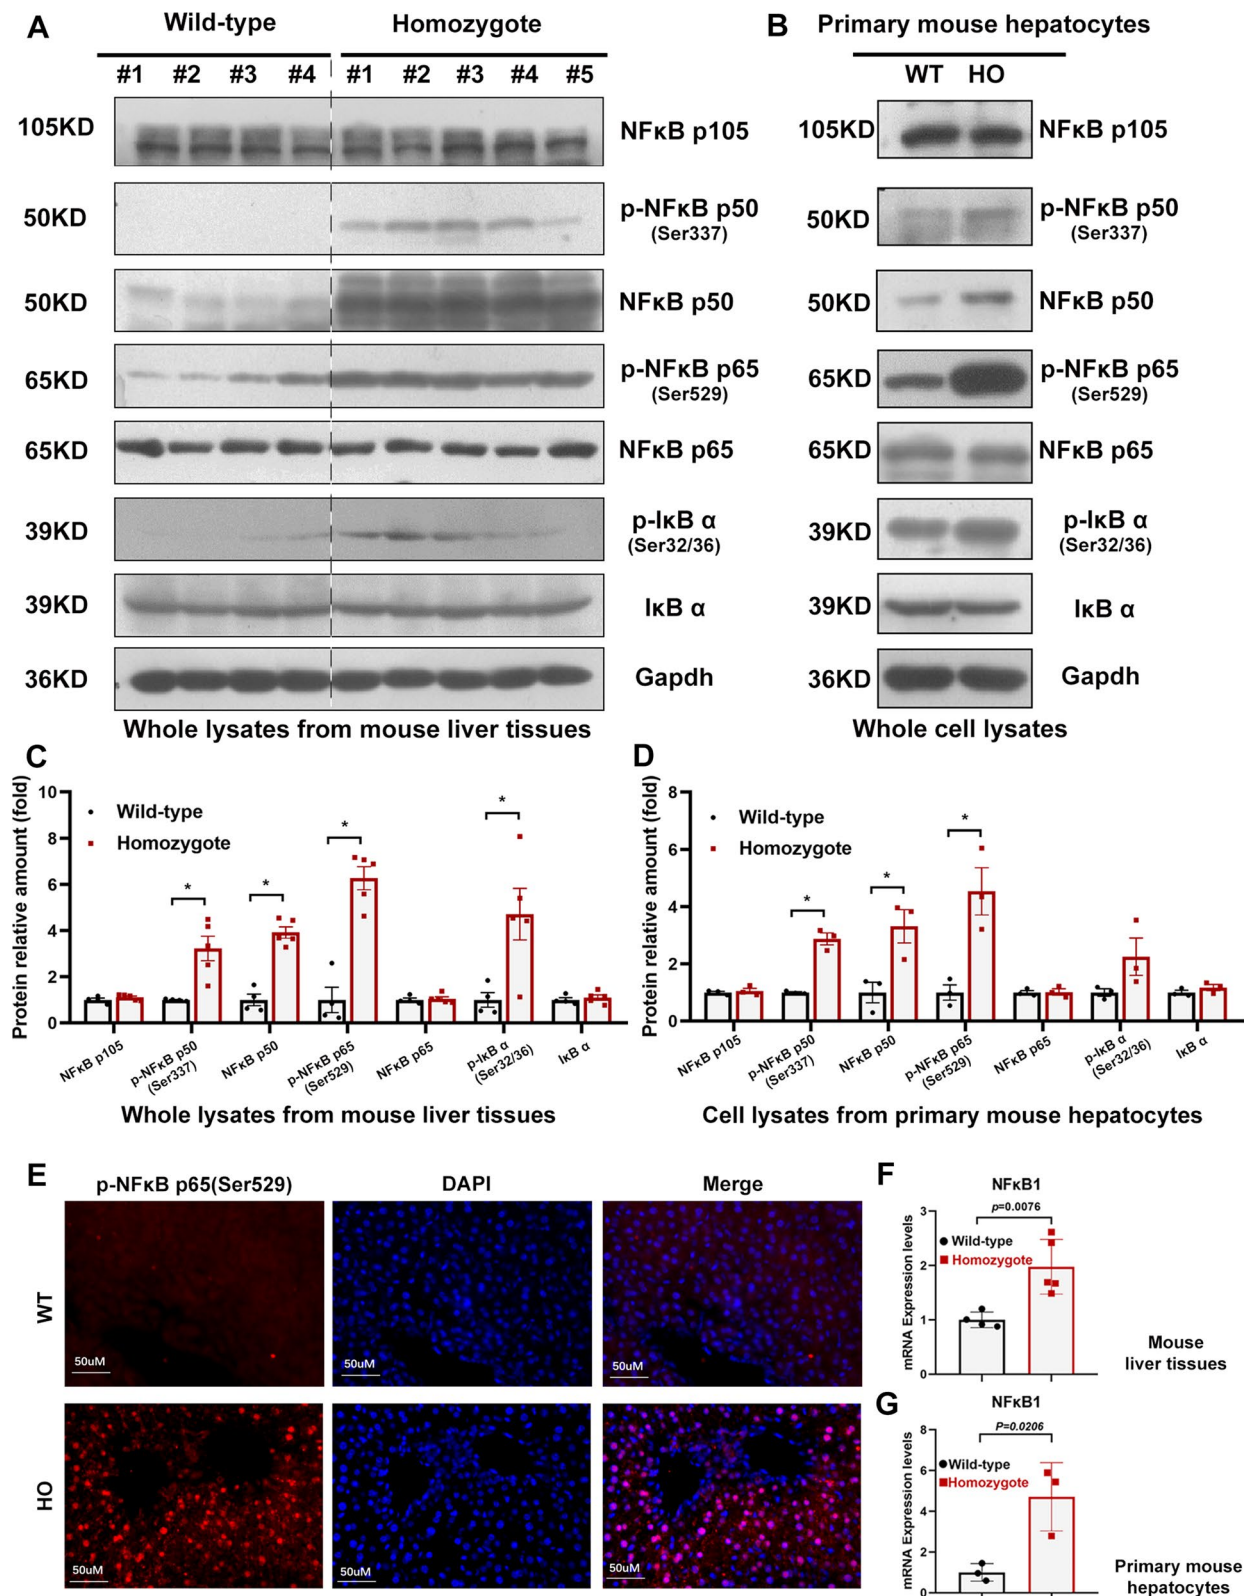 A
Wild-type
Homozygote
#1 #2 #3 #4 #1 #2 #3 #4 #5
105KD NFκB p105
50KD p-NFκB p50
(Ser337)
50KD NFκB p50
65KD p-NFκB p65
(Ser529)
65KD NFκB p65
39KD p-IκB α
(Ser32/36)
39KD IκB α
36KD Gapdh
Whole lysates from mouse liver tissues
B
Primary mouse hepatocytes
WT HO
105KD NFκB p105
50KD p-NFκB p50
(Ser337)
50KD NFκB p50
65KD p-NFκB p65
(Ser529)
65KD NFκB p65
39KD p-IκB α
(Ser32/36)
39KD IκB α
36KD Gapdh
Whole cell lysates
C
Protein relative amount (fold)
10
8
6
4
2
0
Wild-type
Homozygote
*
*
*
*
NFκB p105
p-NFκB p50
(Ser337)
NFκB p50
p-NFκB p65
(Ser529)
NFκB p65
p-IκB α
(Ser32/36)
IκB α
Whole lysates from mouse liver tissues
D
Protein relative amount (fold)
8
6
4
2
0
Wild-type
Homozygote
*
*
*
NFκB p105
p-NFκB p50
(Ser337)
NFκB p50
p-NFκB p65
(Ser529)
NFκB p65
p-IκB α
(Ser32/36)
IκB α
Cell lysates from primary mouse hepatocytes
E
p-NFκB p65(Ser529) DAPI Merge
WT
50uM 50uM 50uM
HO
50uM 50uM 50uM
F
NFκB1
p=0.0076
mRNA Expression levels
3
2
1
0
Wild-type
Homozygote
Mouse
liver tissues
G
NFκB1
P=0.0206
mRNA Expression levels
8
6
4
2
0
Wild-type
Homozygote
Primary mouse
hepatocytes